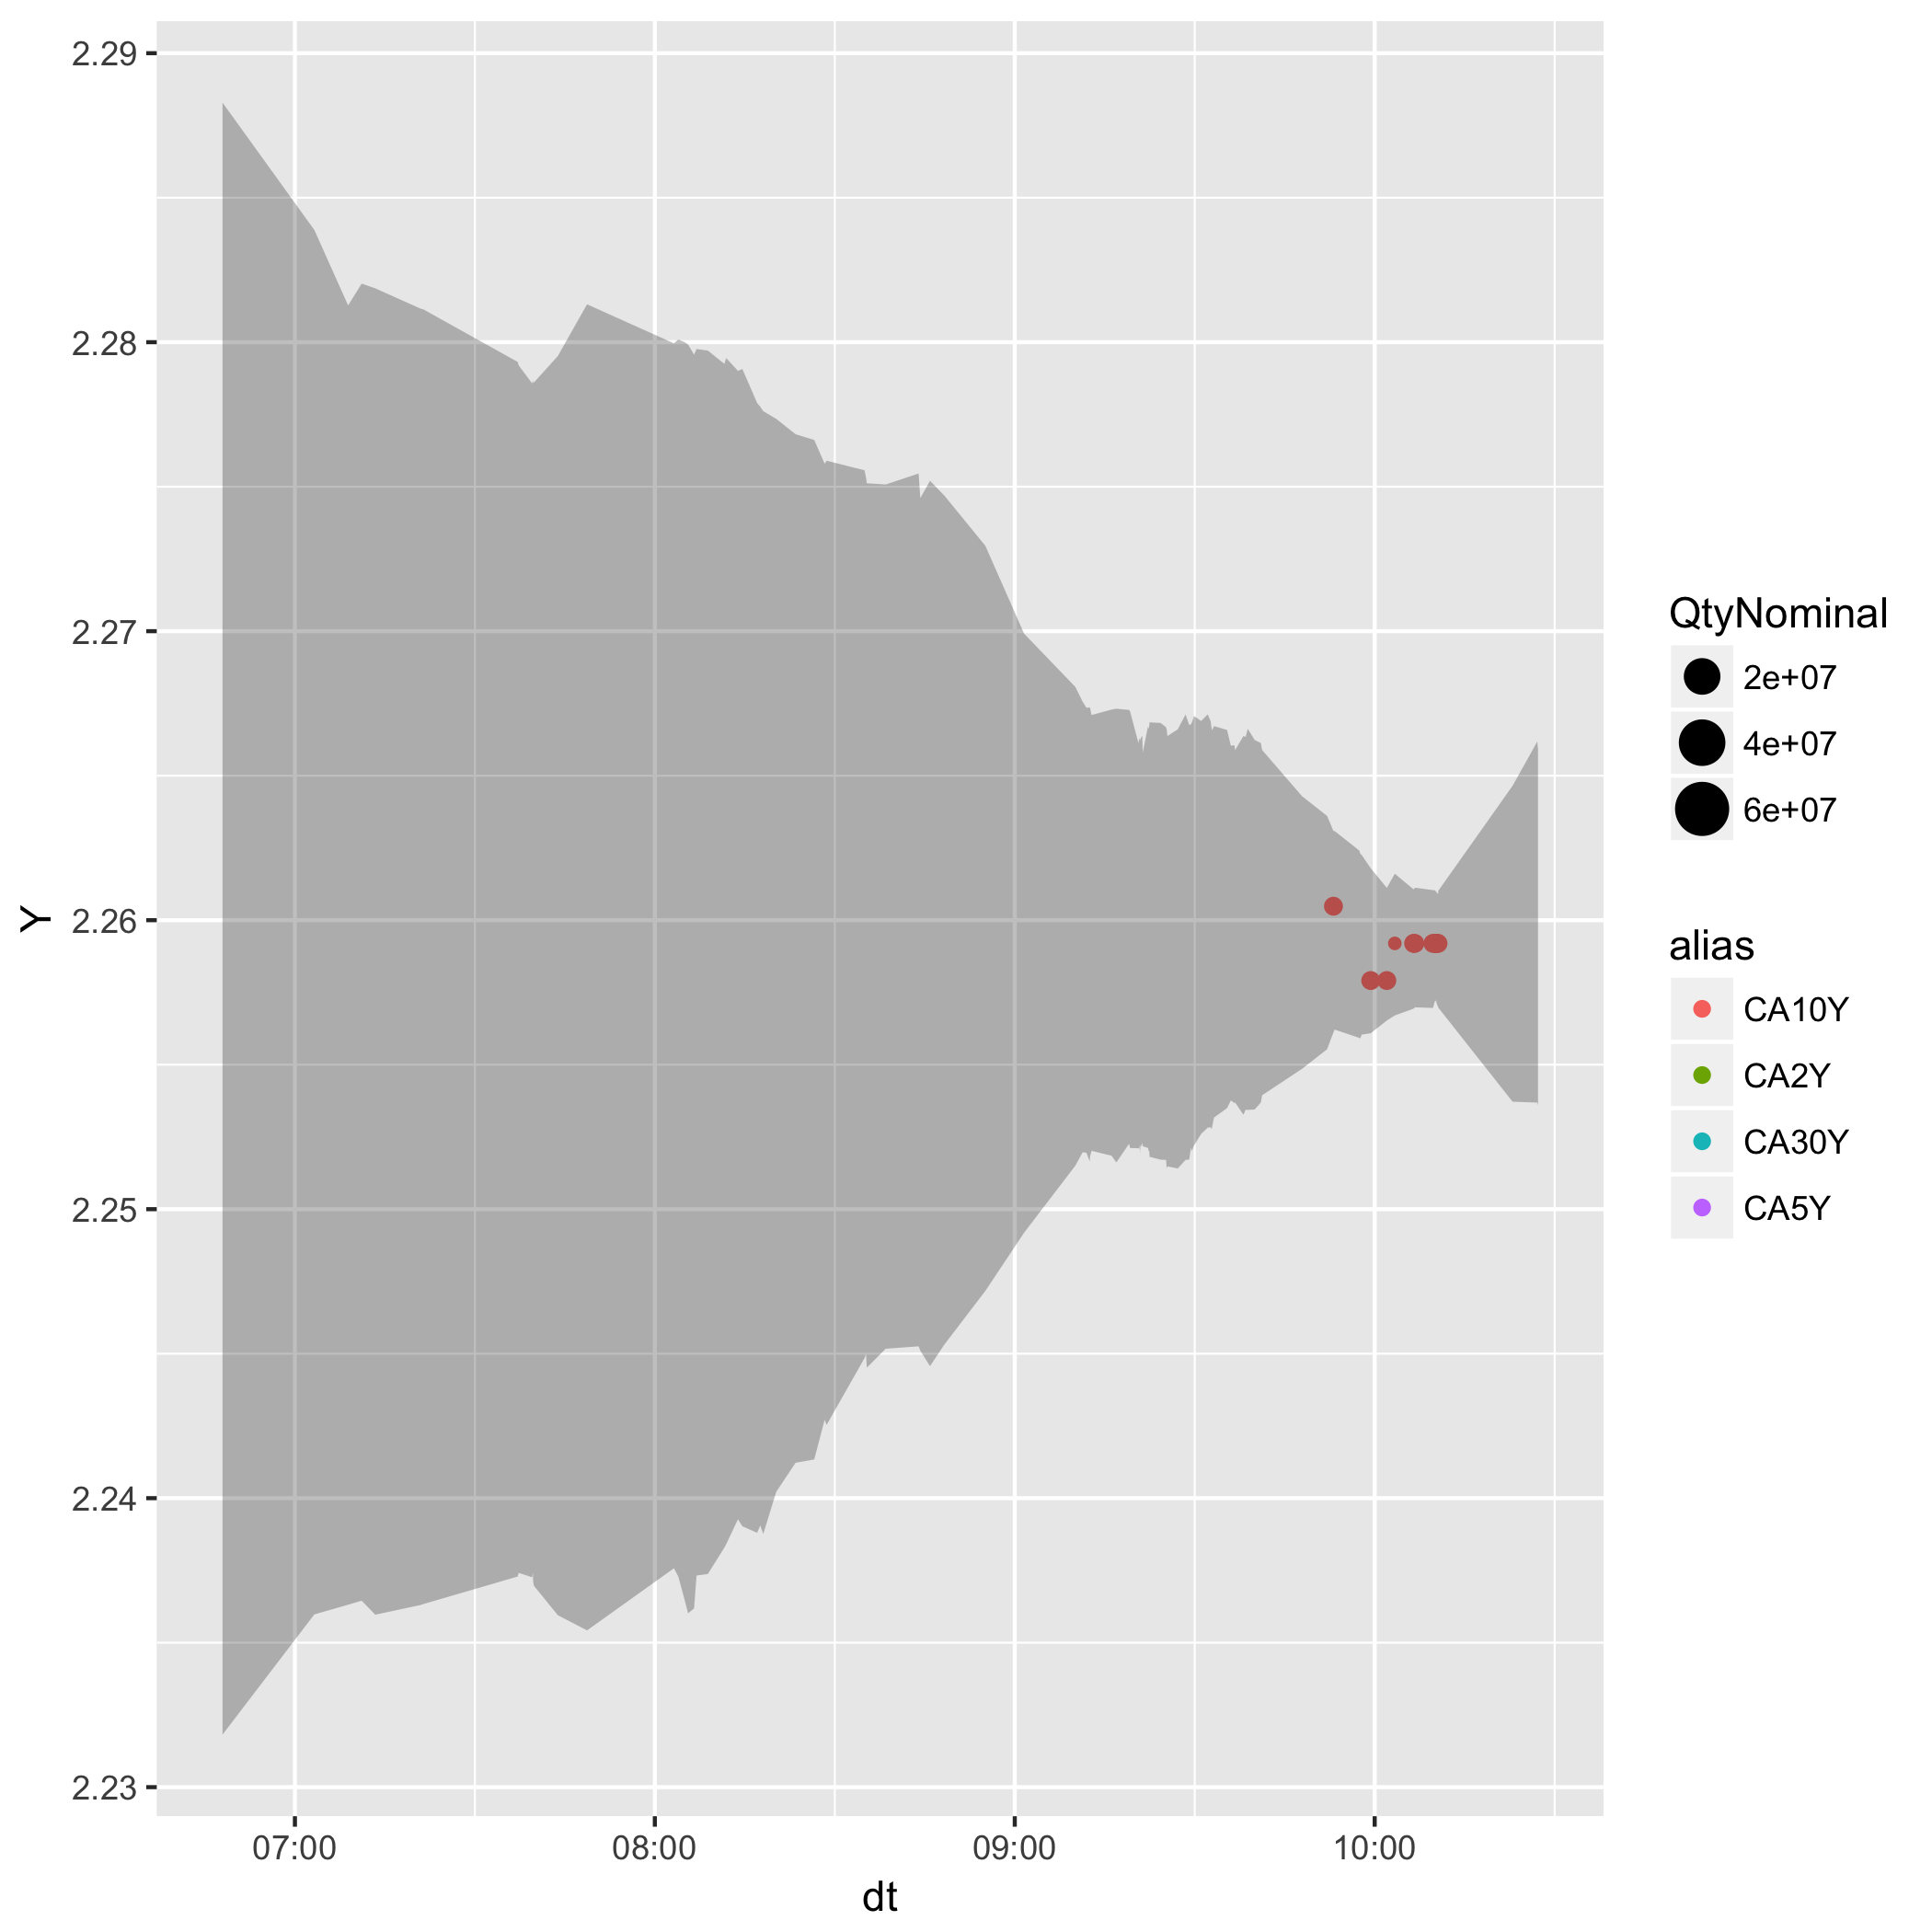 2.29
2.28
2.27
2.26
2.25
2.24
2.23
Y
07:00
08:00
09:00
10:00
dt
QtyNominal
2e+07
4e+07
6e+07
alias
CA10Y
CA2Y
CA30Y
CA5Y